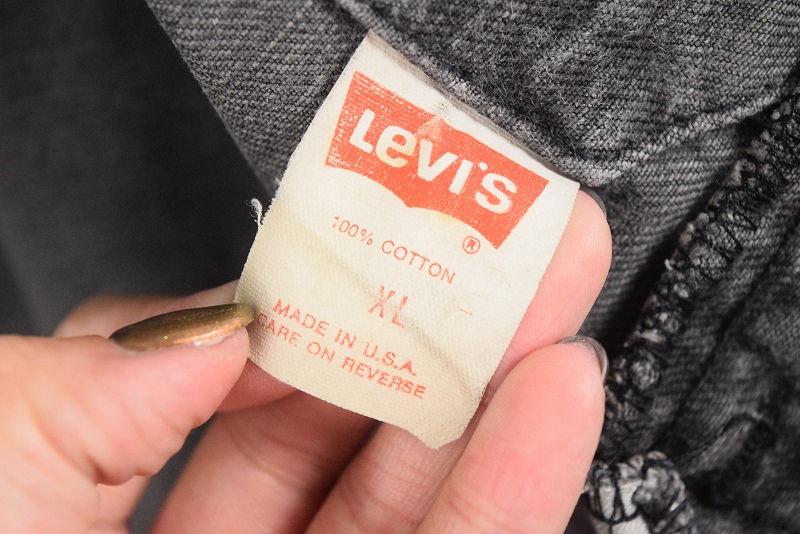 Levi's
®
100% COTTON
XL
MADE IN U.S.A.
CARE ON REVERSE